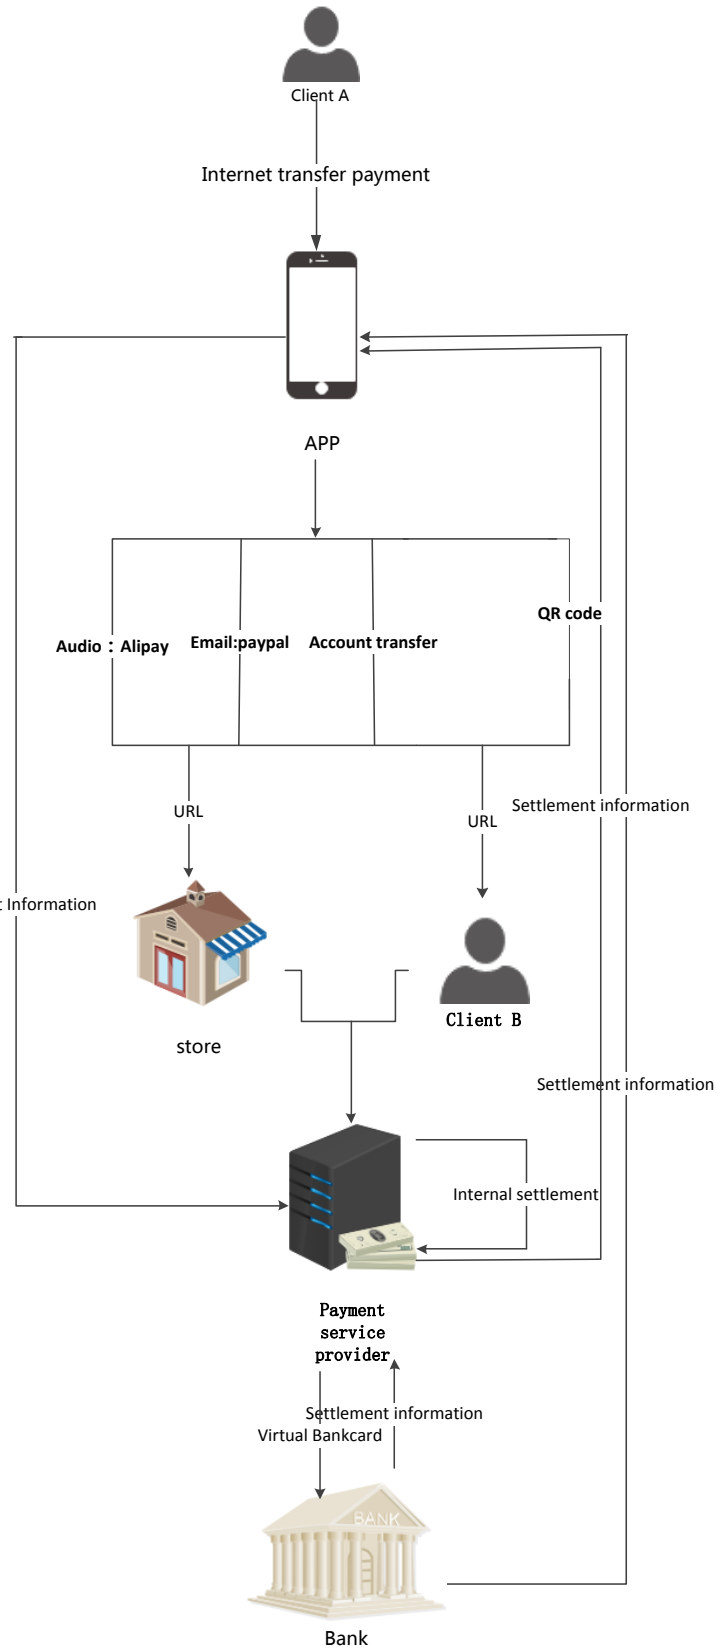 Client A
Internet transfer payment
APP
QR code
Audio：Alipay
Email:paypal
Account transfer
Settlement information
URL
URL
t Information
Client B
store
Settlement information
Internal settlement
Payment
service
provider
Settlement information
Virtual Bankcard
BANK
Bank